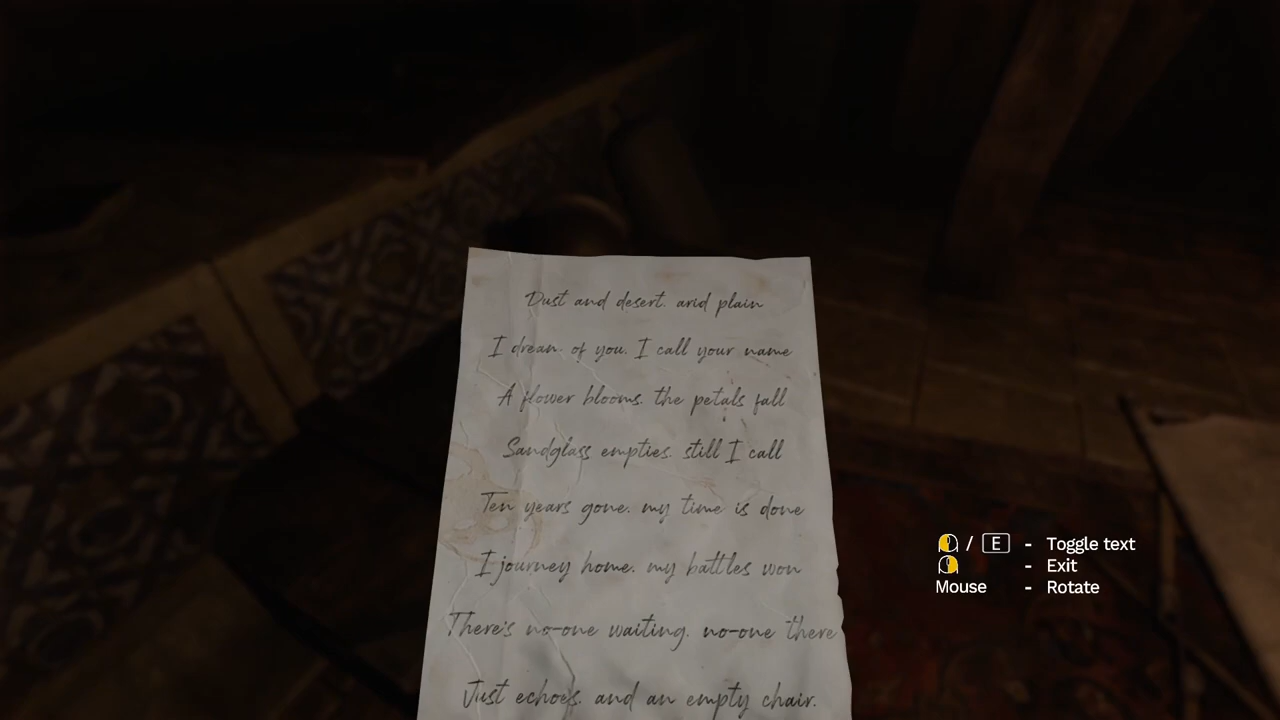 Dust and desert, arid plain
I dream of you, I call your name
A flower blooms, the petals fall
Sandglass empties, still I call
Ten years gone, my time is done
I journey home, my battles won
There's no-one waiting, no-one there
Just echoes, and an empty chair.
/ E - Toggle text
- Exit
Mouse - Rotate